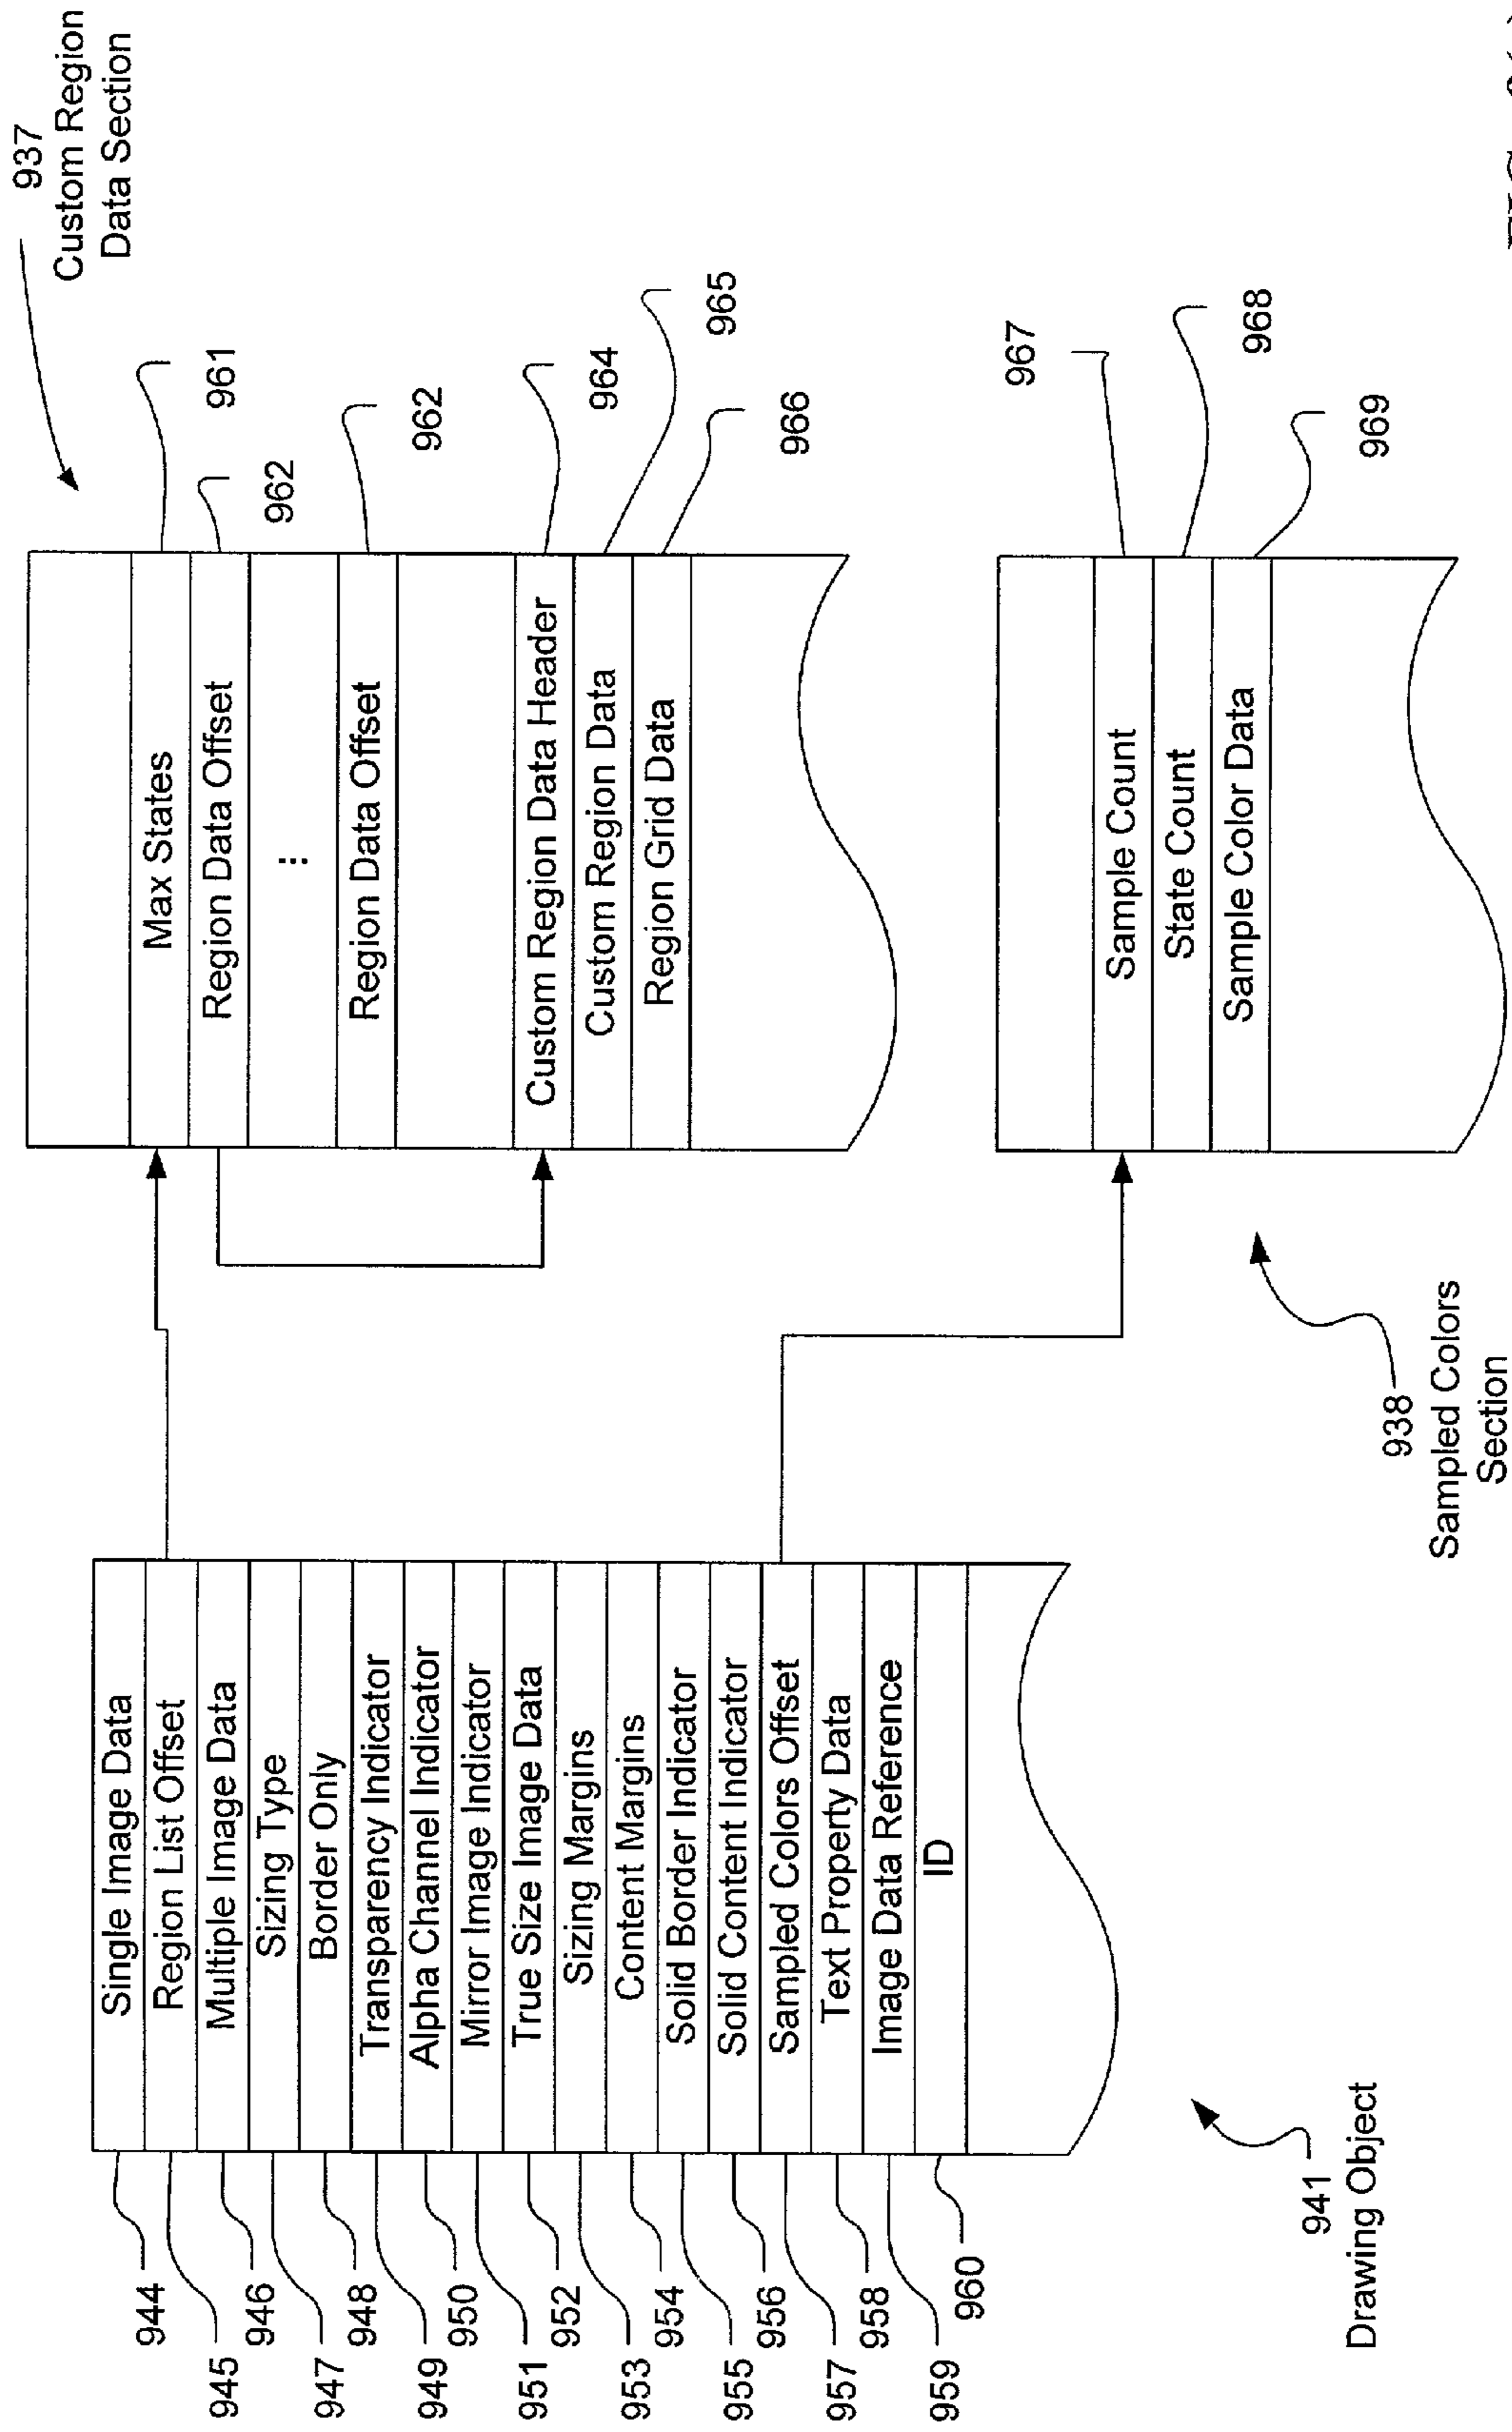 937
Custom Region
Data Section
Max States
961
Region Data Offset
962
...
Region Data Offset
962
Custom Region Data Header
964
Custom Region Data
965
Region Grid Data
966
Sample Count
967
State Count
968
Sample Color Data
969
938
Sampled Colors
Section
944
Single Image Data
945
Region List Offset
946
Multiple Image Data
947
Sizing Type
948
Border Only
949
Transparency Indicator
950
Alpha Channel Indicator
951
Mirror Image Indicator
952
True Size Image Data
953
Sizing Margins
954
Content Margins
955
Solid Border Indicator
956
Solid Content Indicator
957
Sampled Colors Offset
958
Text Property Data
959
Image Data Reference
960
ID
941
Drawing Object